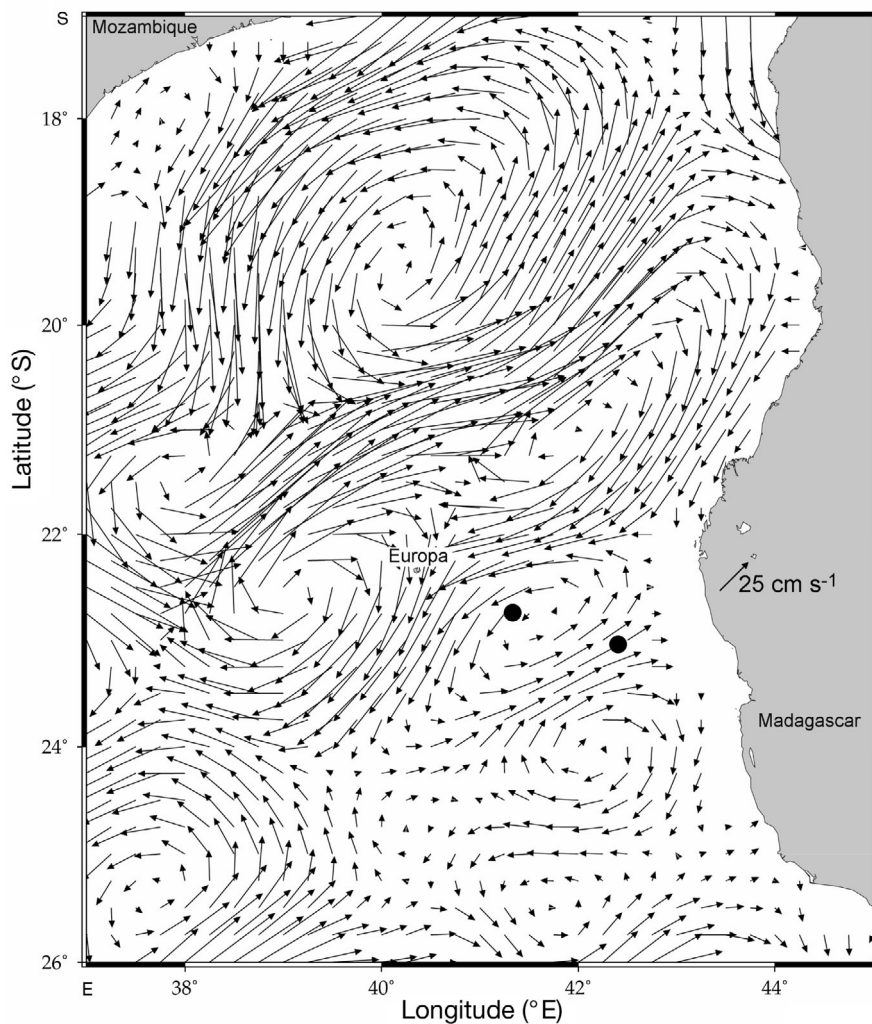 S
Mozambique
18°
20°
Latitude (° S)
22°
Europa
25 cm s-1
Madagascar
24°
26°
E
38°
40°
42°
44°
Longitude (° E)